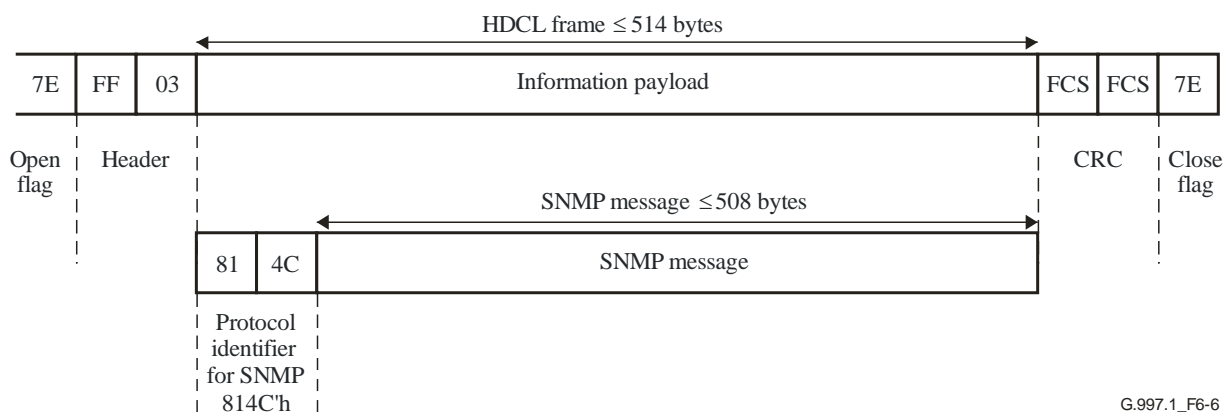 HDCL frame ≤ 514 bytes
7E FF 03 Information payload FCS FCS 7E
Open flag
Header
CRC
Close flag
SNMP message ≤ 508 bytes
81 4C SNMP message
Protocol
identifier
for SNMP
814C'h
G.997.1_F6-6